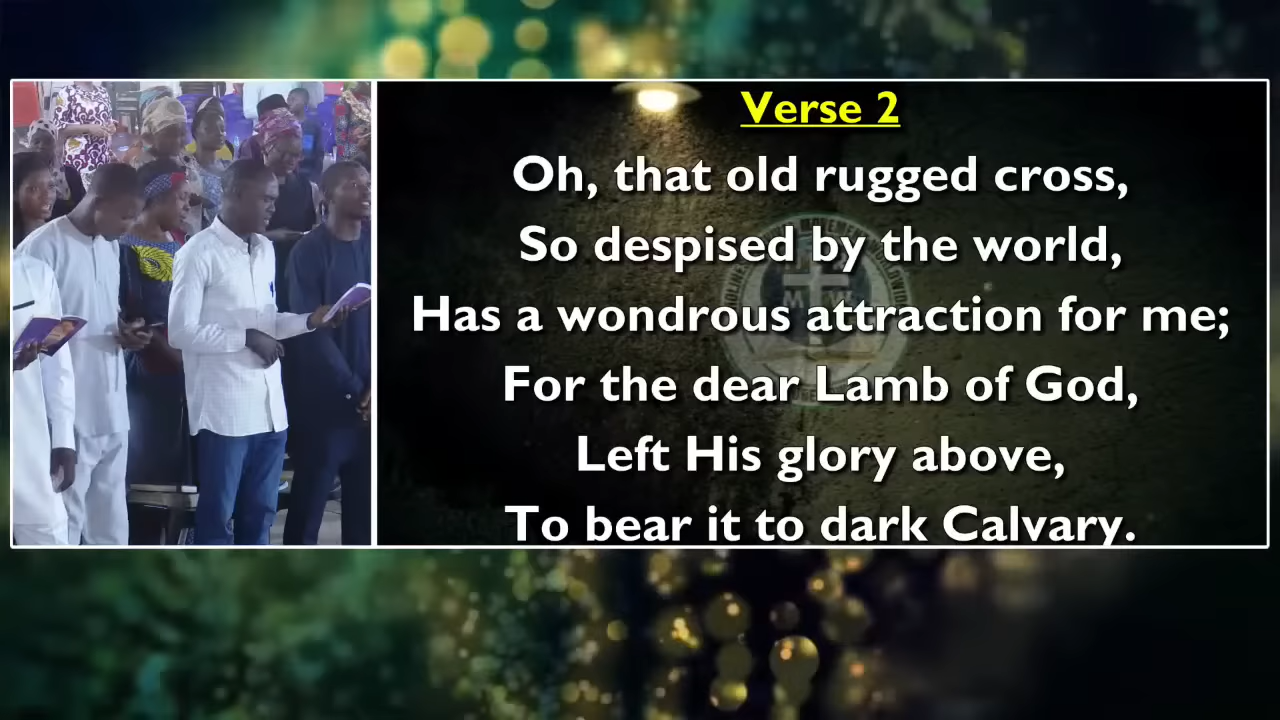 Verse 2
Oh, that old rugged cross,
So despised by the world,
Has a wondrous attraction for me;
For the dear Lamb of God,
Left His glory above,
To bear it to dark Calvary.